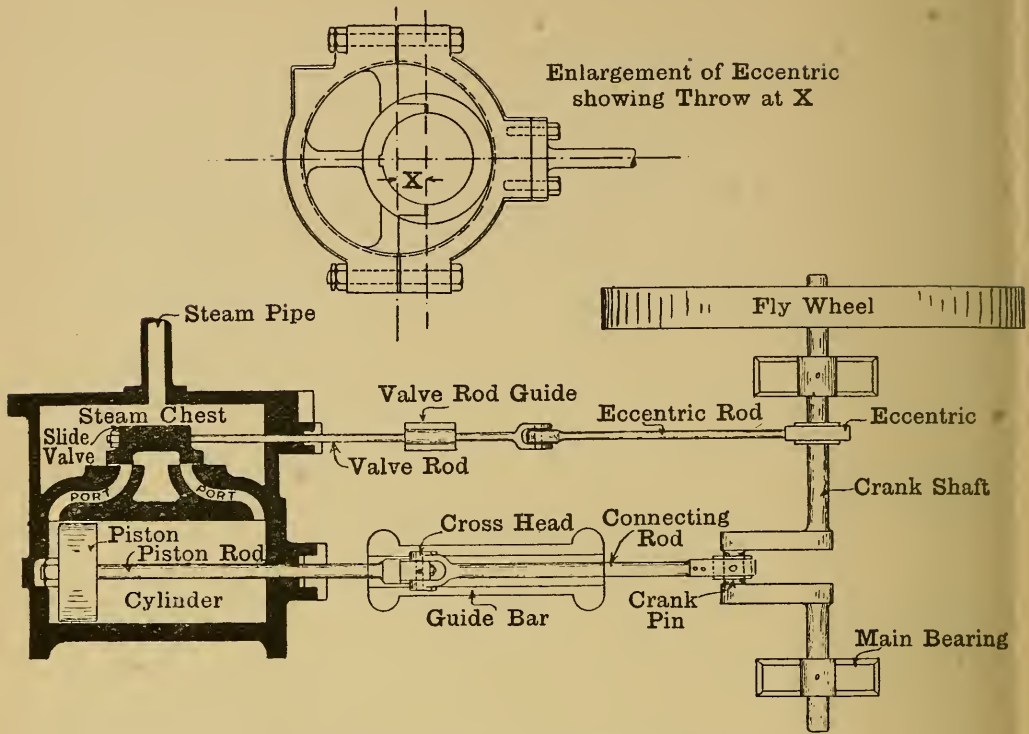 Enlargement of Eccentric
showing Throw at X
X
Steam Pipe
Fly Wheel
Steam Chest
Valve Rod Guide
Eccentric Rod
Eccentric
Slide
Valve
Valve Rod
PORT
PORT
Crank Shaft
Piston
Piston Rod
Cross Head
Connecting
Rod
Cylinder
Guide Bar
Crank
Pin
Main Bearing